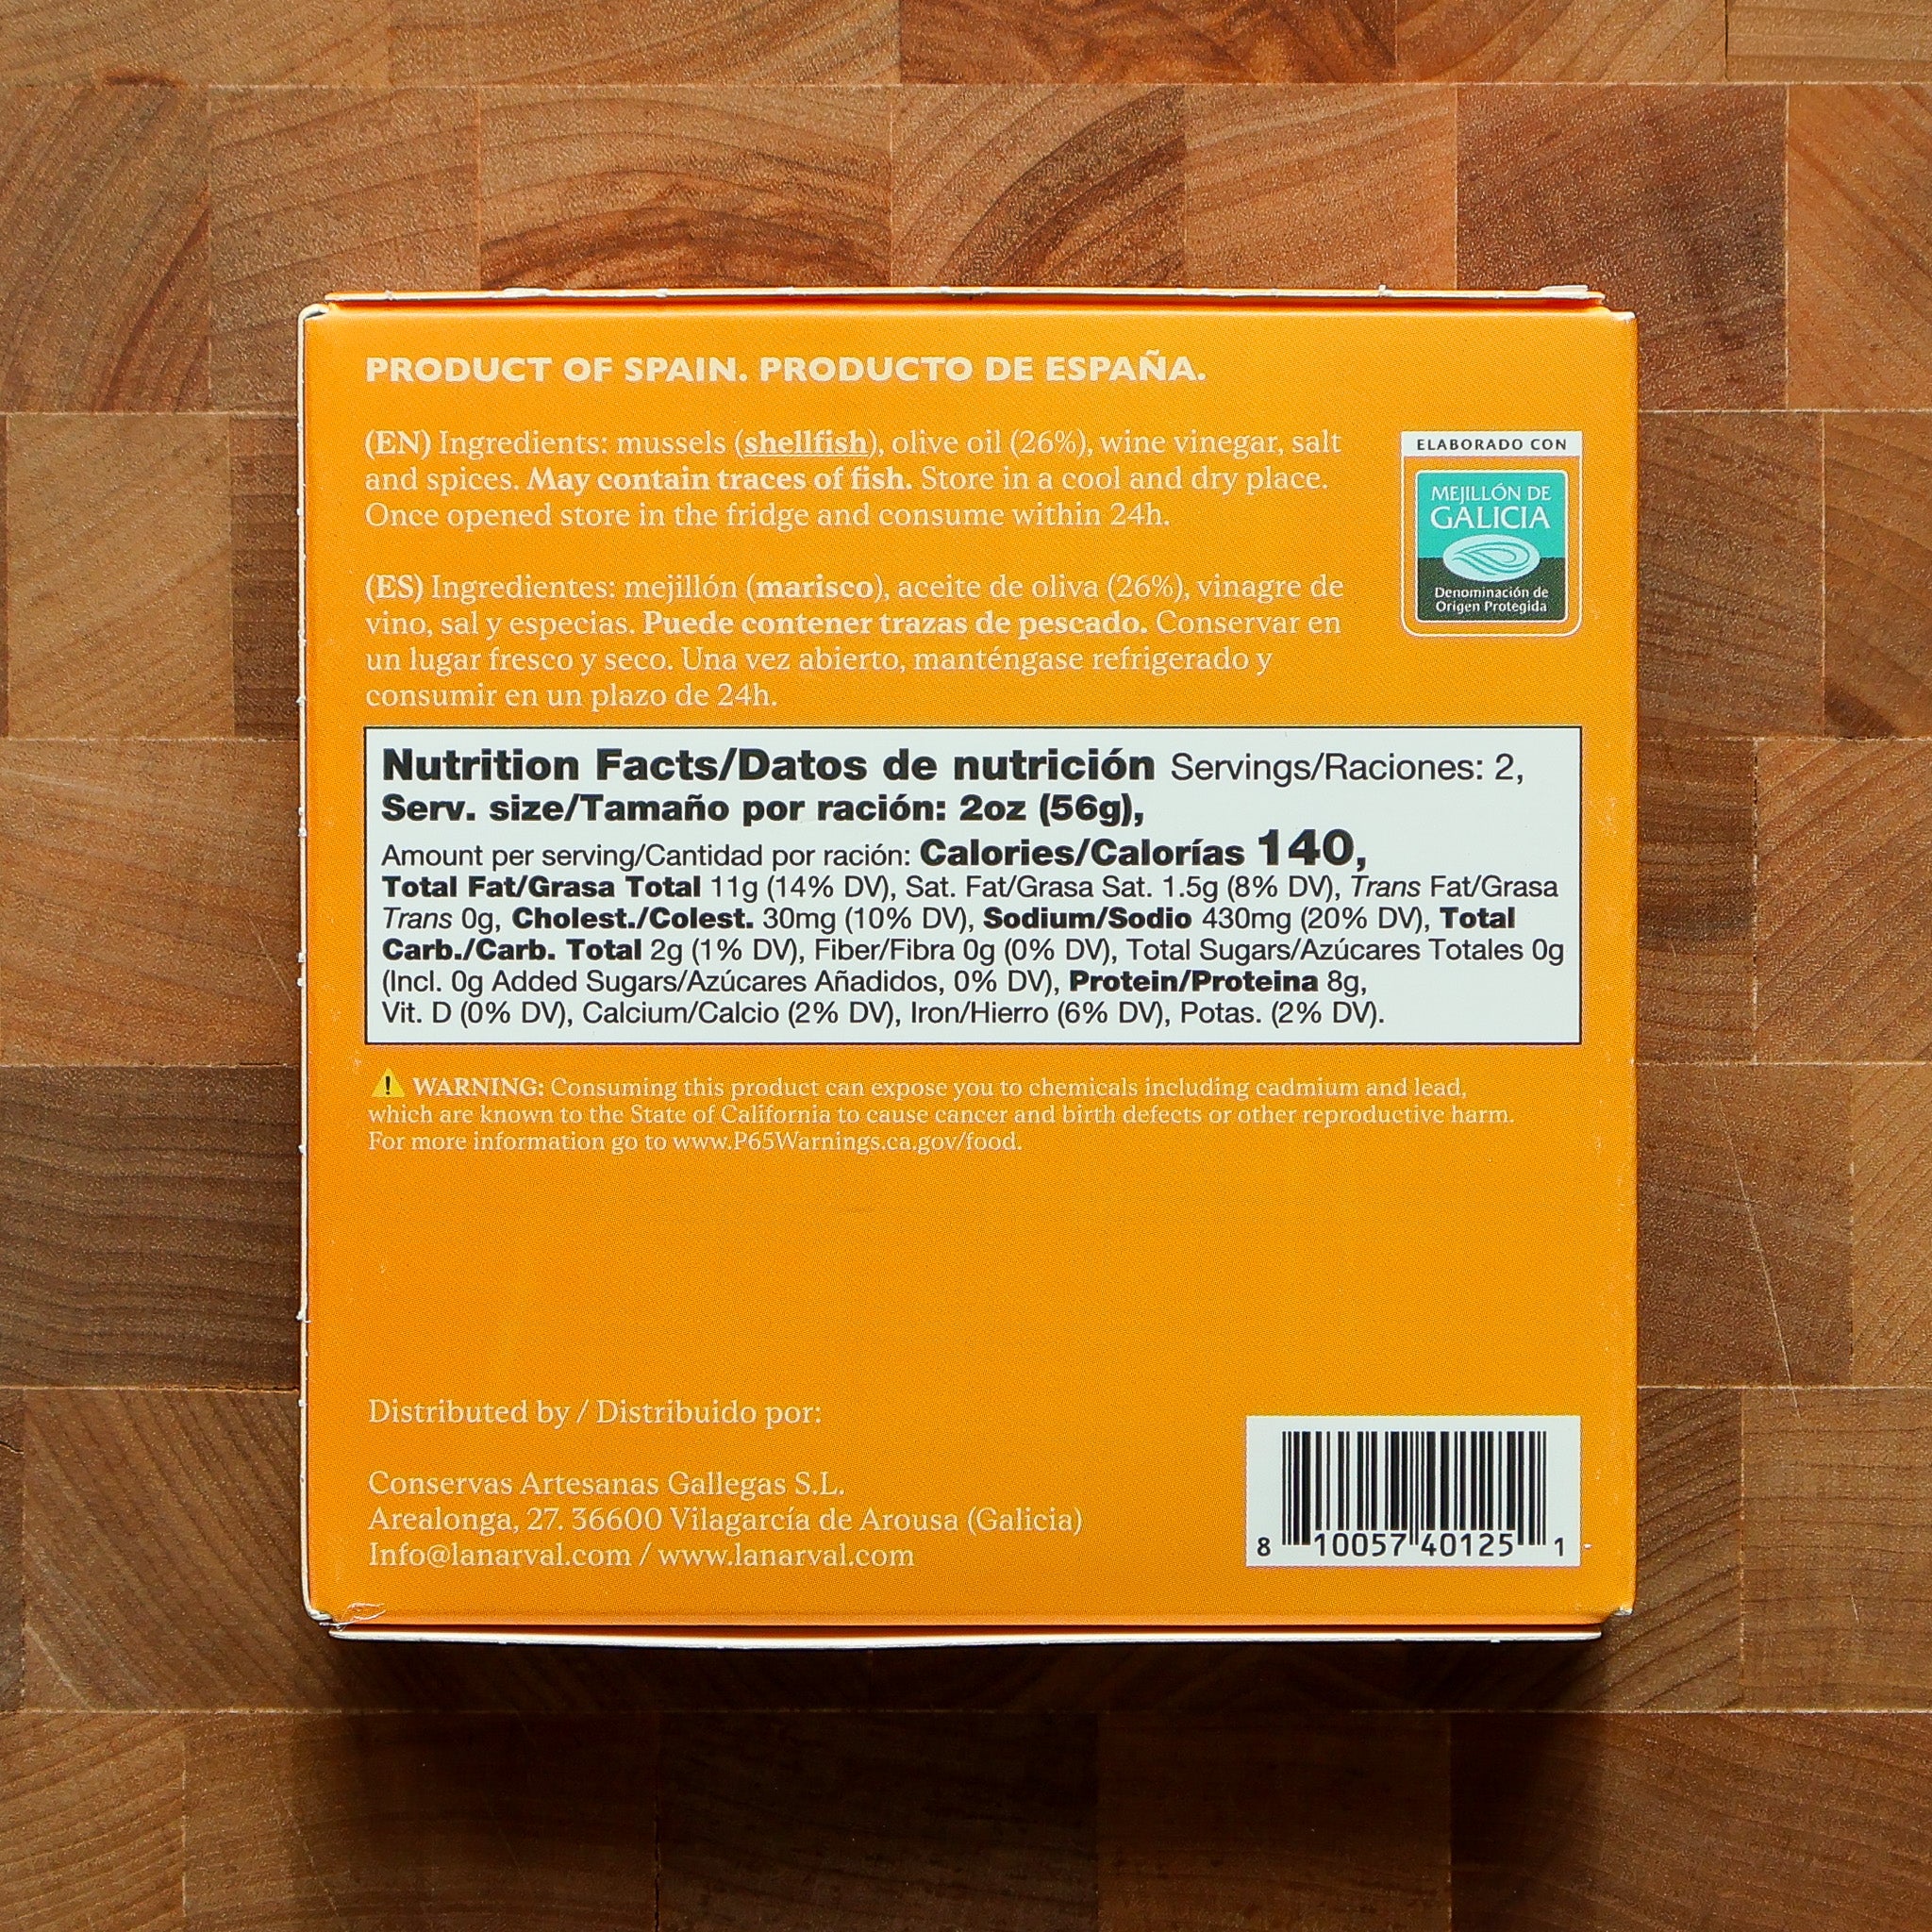 PRODUCT OF SPAIN. PRODUCTO DE ESPAÑA.
(EN) Ingredients: mussels (shellfish), olive oil (26%), wine vinegar, salt
and spices. May contain traces of fish. Store in a cool and dry place.
Once opened store in the fridge and consume within 24h.
ELABORADO CON
MEJILLÓN DE
GALICIA
Denominación de
Origen Protegida
(ES) Ingredientes: mejillón (marisco), aceite de oliva (26%), vinagre de
vino, sal y especias. Puede contener trazas de pescado. Conservar en
un lugar fresco y seco. Una vez abierto, manténgase refrigerado y
consumir en un plazo de 24h.
Nutrition Facts/Datos de nutrición Servings/Raciones: 2,
Serv. size/Tamaño por ración: 2oz (56g),
Amount per serving/Cantidad por ración: Calories/Calorías 140,
Total Fat/Grasa Total 11g (14% DV), Sat. Fat/Grasa Sat. 1.5g (8% DV), Trans Fat/Grasa
Trans 0g, Cholest./Colest. 30mg (10% DV), Sodium/Sodio 430mg (20% DV), Total
Carb./Carb. Total 2g (1% DV), Fiber/Fibra 0g (0% DV), Total Sugars/Azúcares Totales 0g
(Incl. 0g Added Sugars/Azúcares Añadidos, 0% DV), Protein/Proteina 8g,
Vit. D (0% DV), Calcium/Calcio (2% DV), Iron/Hierro (6% DV), Potas. (2% DV).
WARNING: Consuming this product can expose you to chemicals including cadmium and lead,
which are known to the State of California to cause cancer and birth defects or other reproductive harm.
For more information go to www.P65Warnings.ca.gov/food.
Distributed by / Distribuido por:
Conservas Artesanas Gallegas S.L.
Arealonga, 27. 36600 Vilagarcía de Arousa (Galicia)
Info@lanarval.com / www.lanarval.com
8 10057 40125 1